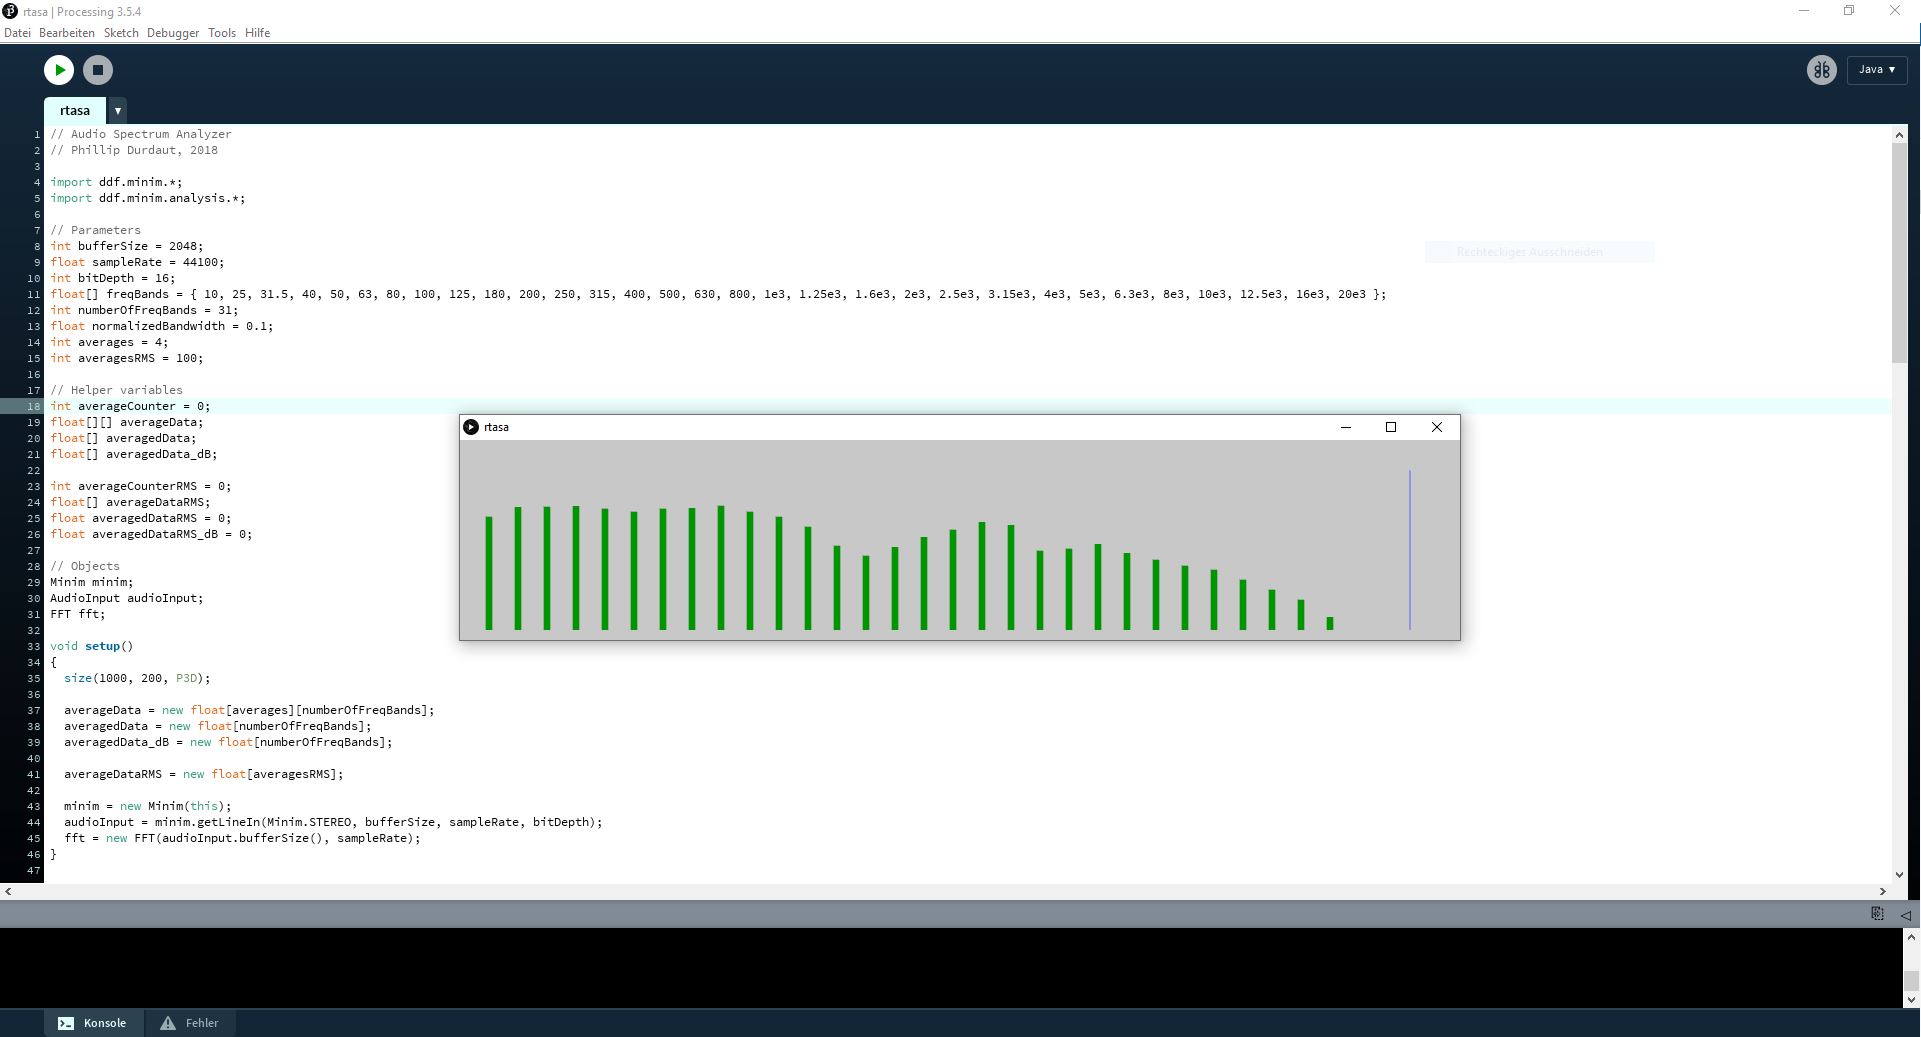 rtasa | Processing 3.5.4
Datei Bearbeiten Sketch Debugger Tools Hilfe
Java ▾
rtasa ▾
1 // Audio Spectrum Analyzer
2 // Phillip Durdaut, 2018
3
4 import ddf.minim.*;
5 import ddf.minim.analysis.*;
6
7 // Parameters
8 int bufferSize = 2048;
Rechteckiges Ausschneiden
9 float sampleRate = 44100;
10 int bitDepth = 16;
11 float[] freqBands = { 10, 25, 31.5, 40, 50, 63, 80, 100, 125, 180, 200, 250, 315, 400, 500, 630, 800, 1e3, 1.25e3, 1.6e3, 2e3, 2.5e3, 3.15e3, 4e3, 5e3, 6.3e3, 8e3, 10e3, 12.5e3, 16e3, 20e3 };
12 int numberOfFreqBands = 31;
13 float normalizedBandwidth = 0.1;
14 int averages = 4;
15 int averagesRMS = 100;
16
17 // Helper variables
18 int averageCounter = 0;
19 float[][] averageData;
20 float[] averagedData;
21 float[] averagedData_dB;
22
23 int averageCounterRMS = 0;
24 float[] averageDataRMS;
25 float averagedDataRMS = 0;
26 float averagedDataRMS_dB = 0;
27
28 // Objects
29 Minim minim;
30 AudioInput audioInput;
31 FFT fft;
32
33 void setup()
34 {
35 size(1000, 200, P3D);
36
37 averageData = new float[averages][numberOfFreqBands];
38 averagedData = new float[numberOfFreqBands];
39 averagedData_dB = new float[numberOfFreqBands];
40
41 averageDataRMS = new float[averagesRMS];
42
43 minim = new Minim(this);
44 audioInput = minim.getLineIn(Minim.STEREO, bufferSize, sampleRate, bitDepth);
45 fft = new FFT(audioInput.bufferSize(), sampleRate);
46 }
47
rtasa
Konsole Fehler